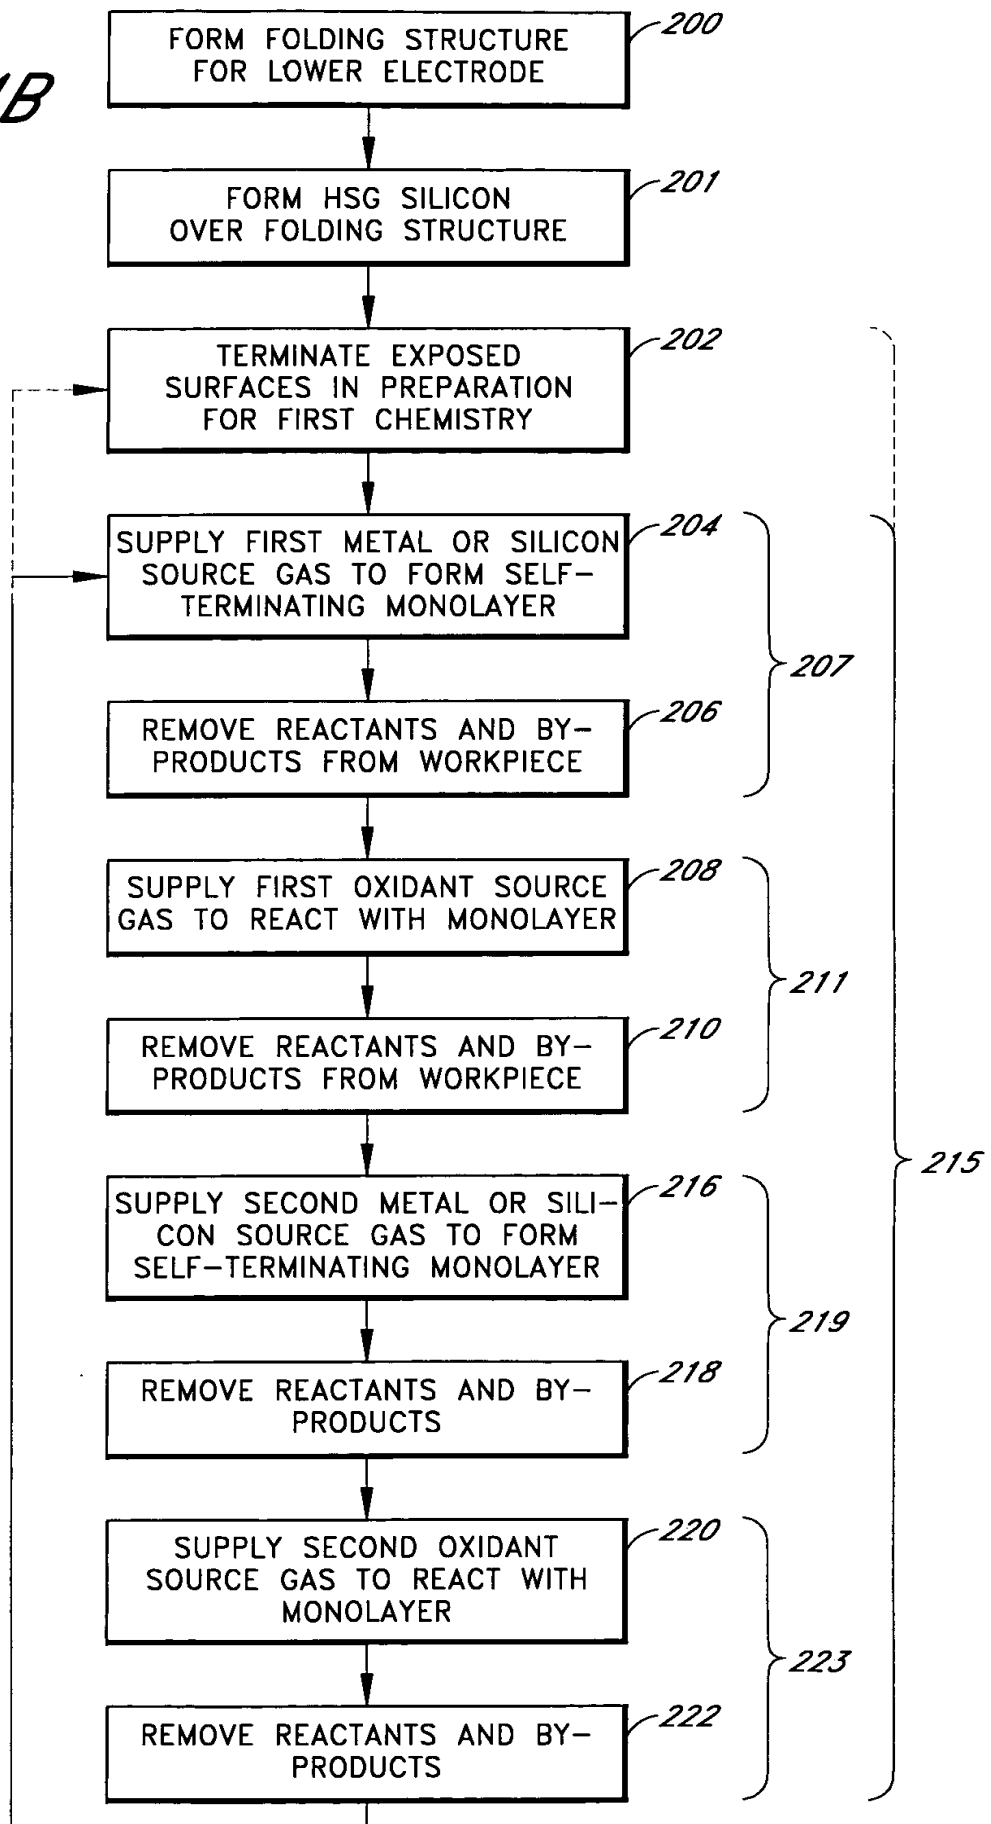 1B
FORM FOLDING STRUCTURE
FOR LOWER ELECTRODE
200
FORM HSG SILICON
OVER FOLDING STRUCTURE
201
TERMINATE EXPOSED
SURFACES IN PREPARATION
FOR FIRST CHEMISTRY
202
SUPPLY FIRST METAL OR SILICON
SOURCE GAS TO FORM SELF-
TERMINATING MONOLAYER
204
207
REMOVE REACTANTS AND BY-
PRODUCTS FROM WORKPIECE
206
SUPPLY FIRST OXIDANT SOURCE
GAS TO REACT WITH MONOLAYER
208
211
REMOVE REACTANTS AND BY-
PRODUCTS FROM WORKPIECE
210
215
SUPPLY SECOND METAL OR SILI-
CON SOURCE GAS TO FORM
SELF-TERMINATING MONOLAYER
216
219
REMOVE REACTANTS AND BY-
PRODUCTS
218
SUPPLY SECOND OXIDANT
SOURCE GAS TO REACT WITH
MONOLAYER
220
223
REMOVE REACTANTS AND BY-
PRODUCTS
222